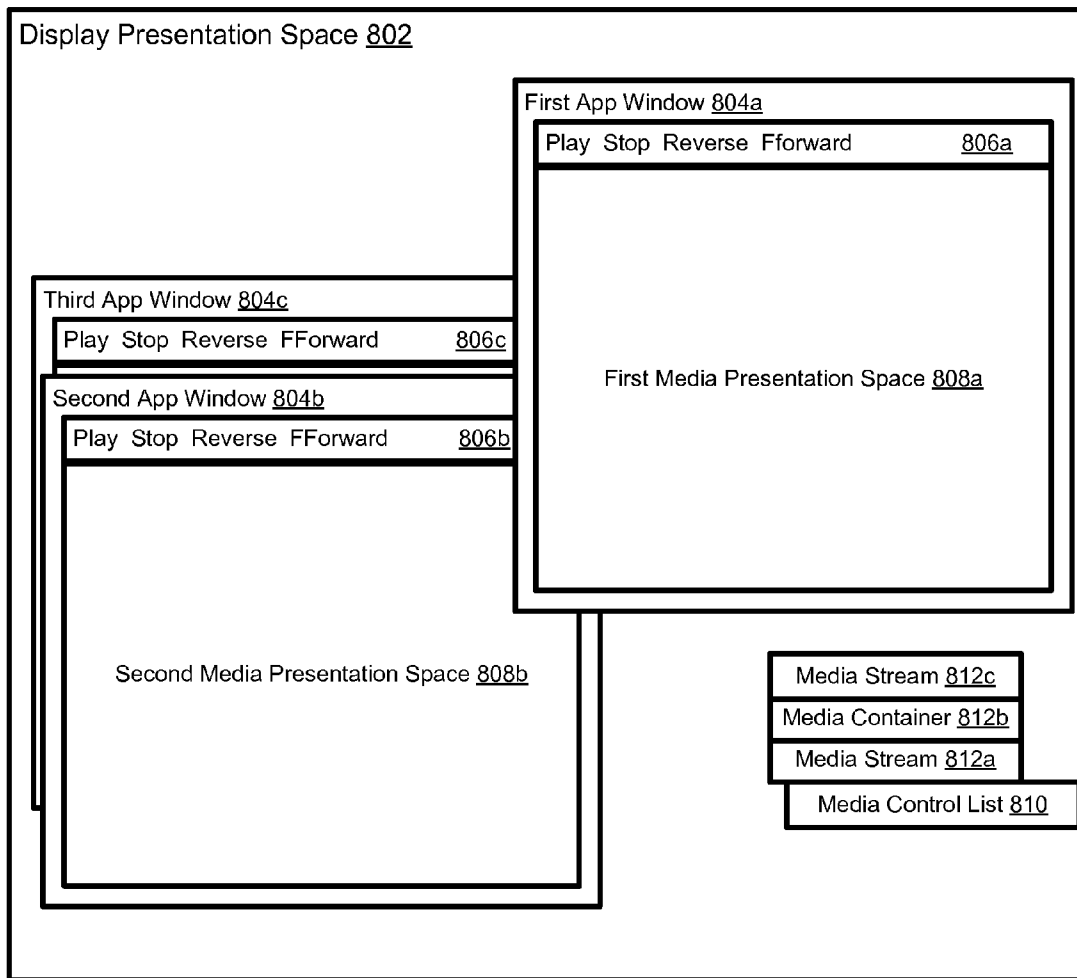 Display Presentation Space 802
First App Window 804a
Play Stop Reverse Fforward 806a
First Media Presentation Space 808a
Third App Window 804c
Play Stop Reverse FForward 806c
Second App Window 804b
Play Stop Reverse FForward 806b
Second Media Presentation Space 808b
Media Stream 812c
Media Container 812b
Media Stream 812a
Media Control List 810